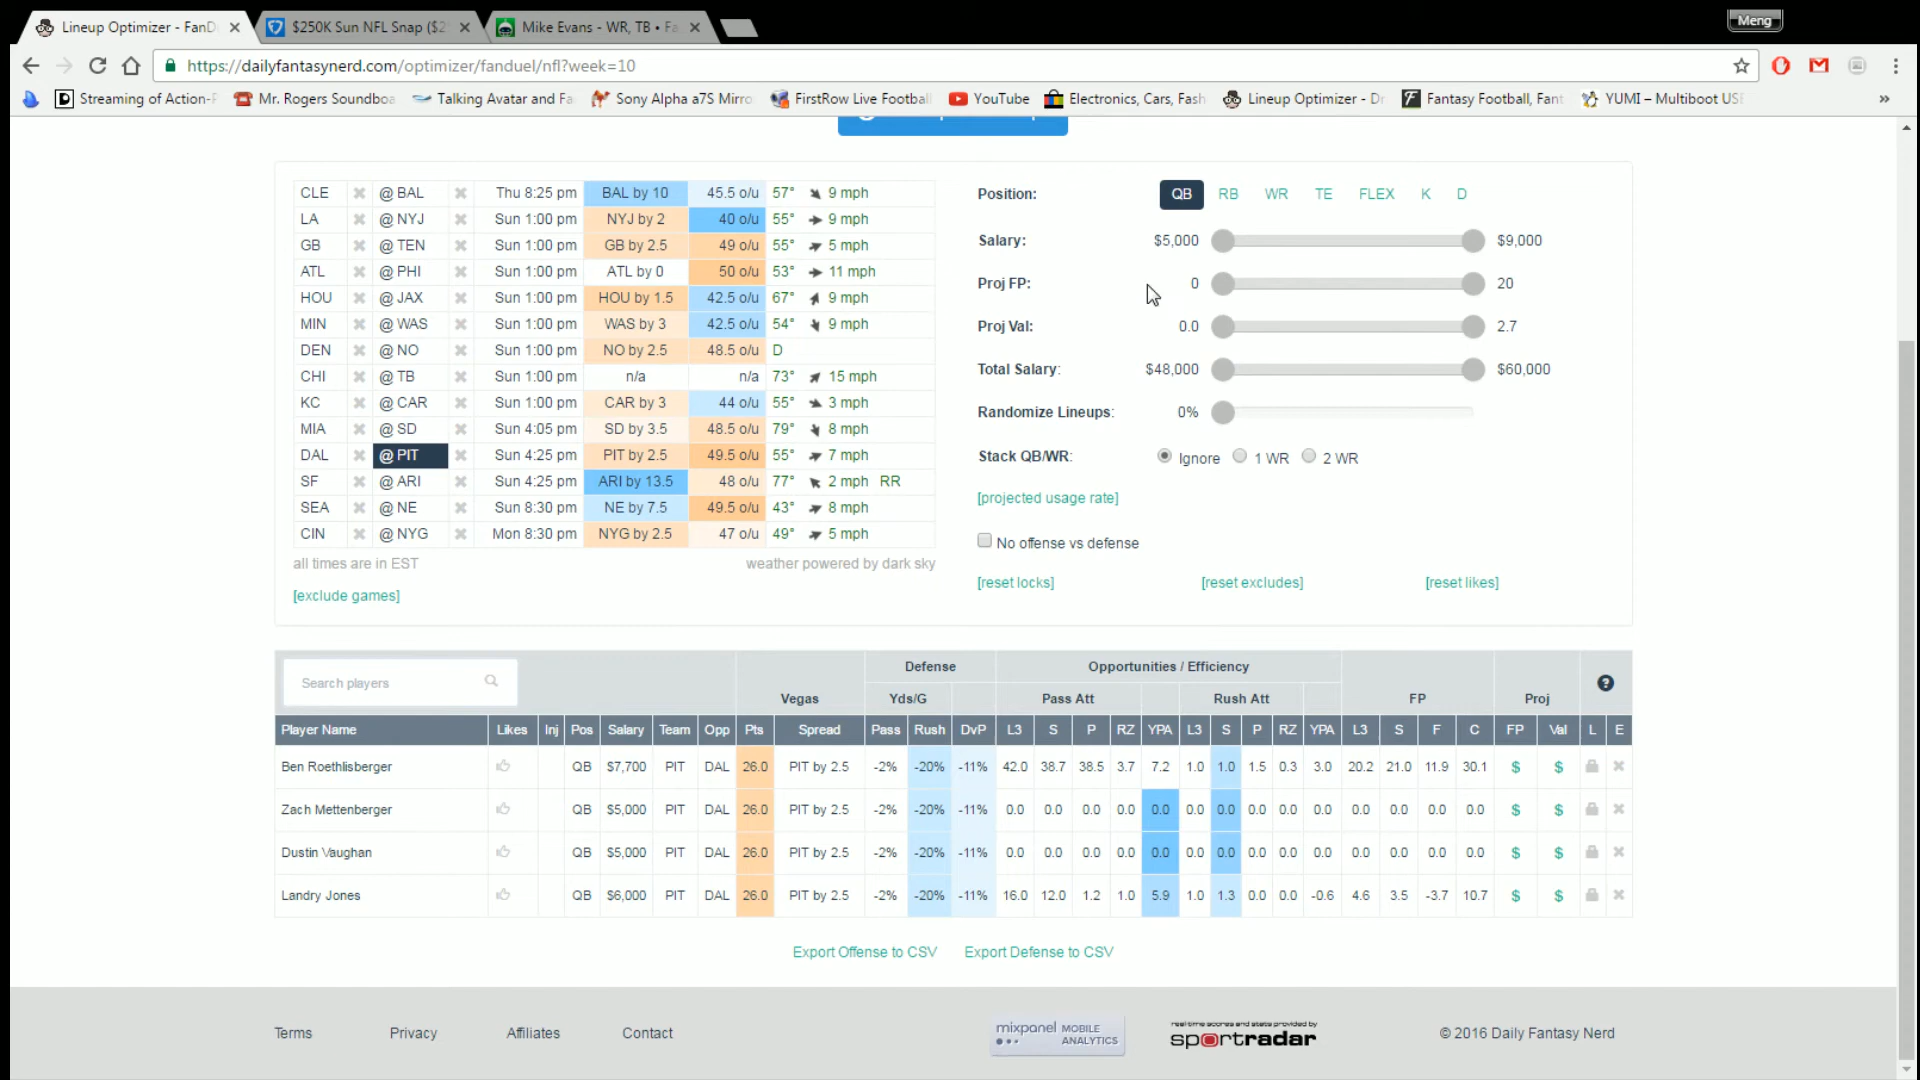 Meng
Lineup Optimizer - FanD
$250K Sun NFL Snap ($2
Mike Evans - WR, TB • Fa
https://dailyfantasynerd.com/optimizer/fanduel/nfl?week=10
Streaming of Action-P Mr. Rogers Soundboa Talking Avatar and Fa Sony Alpha a7S Mirro FirstRow Live Football YouTube Electronics, Cars, Fash Lineup Optimizer - Dr Fantasy Football, Fant YUMI – Multiboot USB »
CLE @ BAL Thu 8:25 pm BAL by 10 45.5 o/u 57° 9 mph
LA @ NYJ Sun 1:00 pm NYJ by 2 40 o/u 55° 9 mph
GB @ TEN Sun 1:00 pm GB by 2.5 49 o/u 55° 5 mph
ATL @ PHI Sun 1:00 pm ATL by 0 50 o/u 53° 11 mph
HOU @ JAX Sun 1:00 pm HOU by 1.5 42.5 o/u 67° 9 mph
MIN @ WAS Sun 1:00 pm WAS by 3 42.5 o/u 54° 9 mph
DEN @ NO Sun 1:00 pm NO by 2.5 48.5 o/u D
CHI @ TB Sun 1:00 pm n/a n/a 73° 15 mph
KC @ CAR Sun 1:00 pm CAR by 3 44 o/u 55° 3 mph
MIA @ SD Sun 4:05 pm SD by 3.5 48.5 o/u 79° 8 mph
DAL @ PIT Sun 4:25 pm PIT by 2.5 49.5 o/u 55° 7 mph
SF @ ARI Sun 4:25 pm ARI by 13.5 48 o/u 77° 2 mph RR
SEA @ NE Sun 8:30 pm NE by 7.5 49.5 o/u 43° 8 mph
CIN @ NYG Mon 8:30 pm NYG by 2.5 47 o/u 49° 5 mph
all times are in EST weather powered by dark sky
[exclude games]
Position: QB RB WR TE FLEX K D
Salary: $5,000 $9,000
Proj FP: 0 20
Proj Val: 0.0 2.7
Total Salary: $48,000 $60,000
Randomize Lineups: 0%
Stack QB/WR: Ignore 1 WR 2 WR
[projected usage rate]
No offense vs defense
[reset locks] [reset excludes] [reset likes]
Defense Opportunities / Efficiency
Search players Vegas Yds/G Pass Att Rush Att FP Proj ?
Player Name Likes Inj Pos Salary Team Opp Pts Spread Pass Rush DvP L3 S P RZ YPA L3 S P RZ YPA L3 S F C FP Val L E
Ben Roethlisberger QB $7,700 PIT DAL 26.0 PIT by 2.5 -2% -20% -11% 42.0 38.7 38.5 3.7 7.2 1.0 1.0 1.5 0.3 3.0 20.2 21.0 11.9 30.1 $ $
Zach Mettenberger QB $5,000 PIT DAL 26.0 PIT by 2.5 -2% -20% -11% 0.0 0.0 0.0 0.0 0.0 0.0 0.0 0.0 0.0 0.0 0.0 0.0 0.0 0.0 $ $
Dustin Vaughan QB $5,000 PIT DAL 26.0 PIT by 2.5 -2% -20% -11% 0.0 0.0 0.0 0.0 0.0 0.0 0.0 0.0 0.0 0.0 0.0 0.0 0.0 0.0 $ $
Landry Jones QB $6,000 PIT DAL 26.0 PIT by 2.5 -2% -20% -11% 16.0 12.0 1.2 1.0 5.9 1.0 1.3 0.0 0.0 -0.6 4.6 3.5 -3.7 10.7 $ $
Export Offense to CSV Export Defense to CSV
Terms Privacy Affiliates Contact
mixpanel MOBILE ANALYTICS
real time scores and stats provided by
sportradar
© 2016 Daily Fantasy Nerd